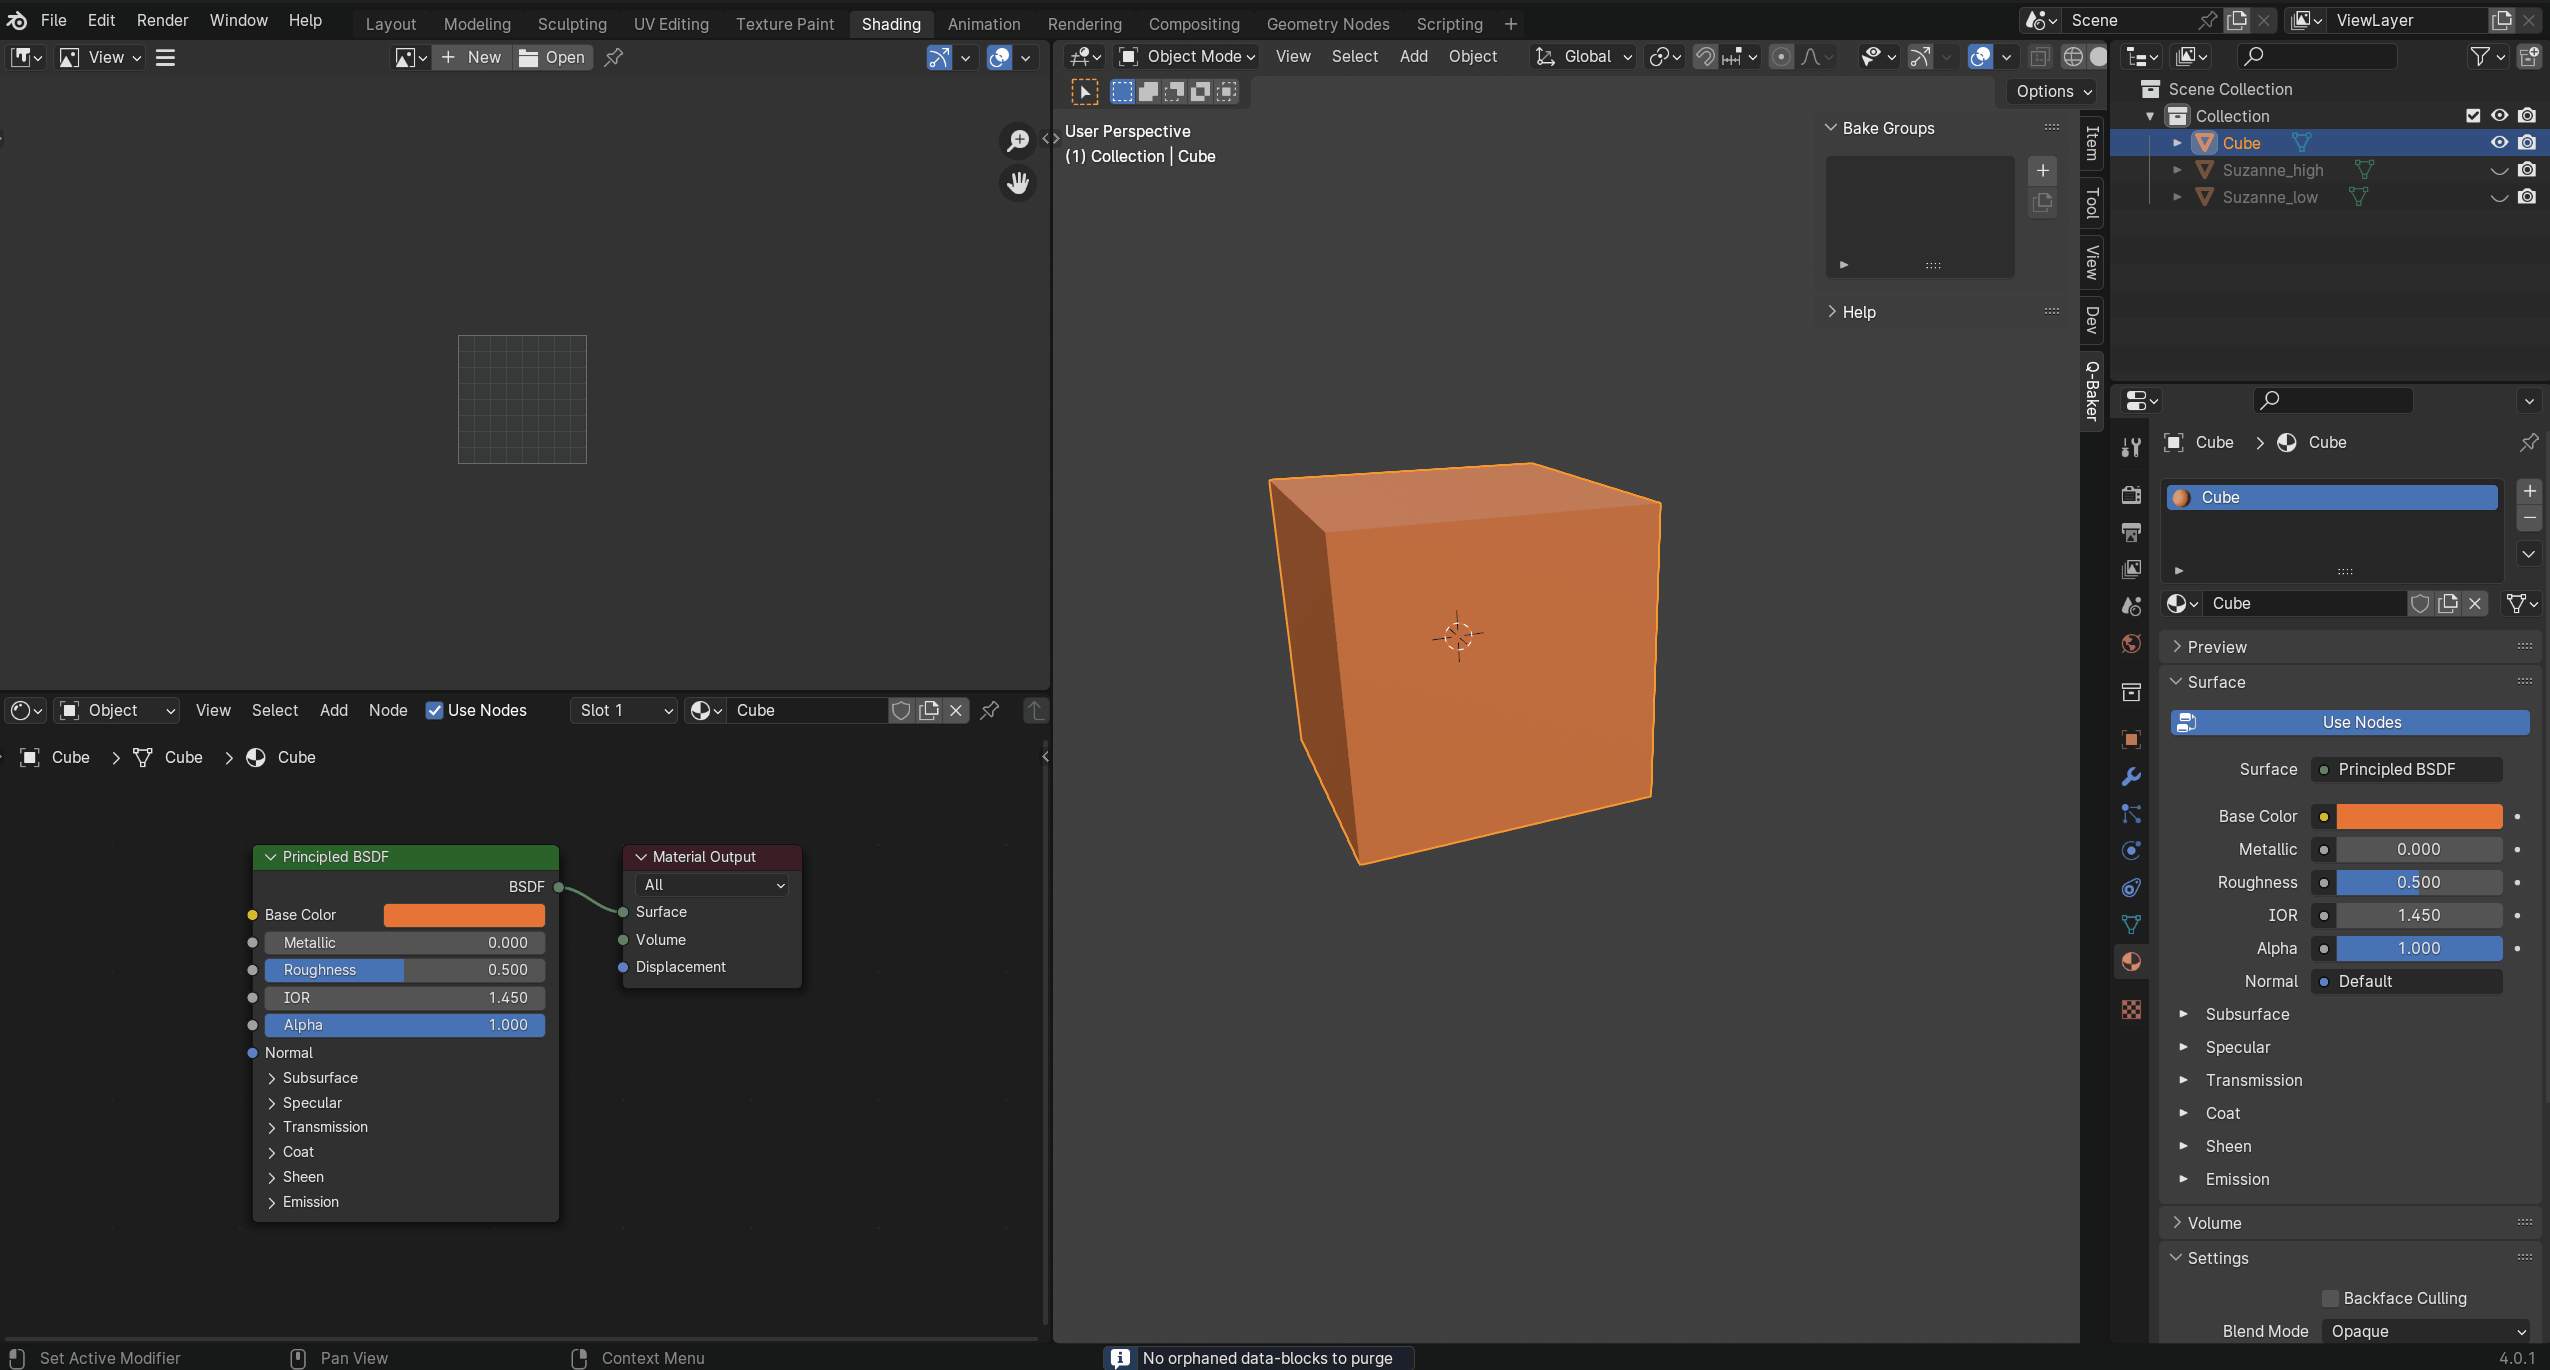 File Edit Render Window Help Layout Modeling Sculpting UV Editing Texture Paint Shading Animation Rendering Compositing Geometry Nodes Scripting + Scene ViewLayer
View + New Open
Object Mode View Select Add Object Global
Options
User Perspective
(1) Collection | Cube
Bake Groups
Help
Item
Tool
View
Dev
Q-Baker
Scene Collection
Collection
Cube
Suzanne_high
Suzanne_low
Cube > Cube
Cube
Cube
Preview
Surface
Use Nodes
Surface Principled BSDF
Base Color
Metallic 0.000
Roughness 0.500
IOR 1.450
Alpha 1.000
Normal Default
Subsurface
Specular
Transmission
Coat
Sheen
Emission
Volume
Settings
Backface Culling
Blend Mode Opaque
Object View Select Add Node Use Nodes Slot 1 Cube
Cube > Cube > Cube
Principled BSDF
BSDF
Base Color
Metallic 0.000
Roughness 0.500
IOR 1.450
Alpha 1.000
Normal
Subsurface
Specular
Transmission
Coat
Sheen
Emission
Material Output
All
Surface
Volume
Displacement
Set Active Modifier Pan View Context Menu No orphaned data-blocks to purge 4.0.1